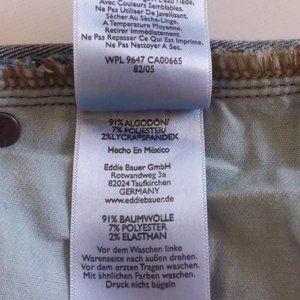 Avec Couleurs Semblables.
Ne Pas Utiliser De Javellisant.
Sécher Au Sèche-Linge.
A Température Moyenne.
Ne Pas Repasser Ce Qui Est Imprimé.
Ne Pas Nettoyer A Sec.
WPL 9647 CA00665
82/05
91% ALGODÓN/
7% POLIESTER/
2% LYCRA® SPANDEX
Hecho En México
Eddie Bauer GmbH
Rotwandweg 3a
82024 Taufkirchen
GERMANY
www.eddiebauer.de
91% BAUMWOLLE
7% POLYESTER
2% ELASTHAN
Vor dem Waschen linke
Warenseite nach außen drehen.
Vor dem ersten Tragen waschen.
Mit ähnlichen Farben waschen.
Druck nicht bügeln